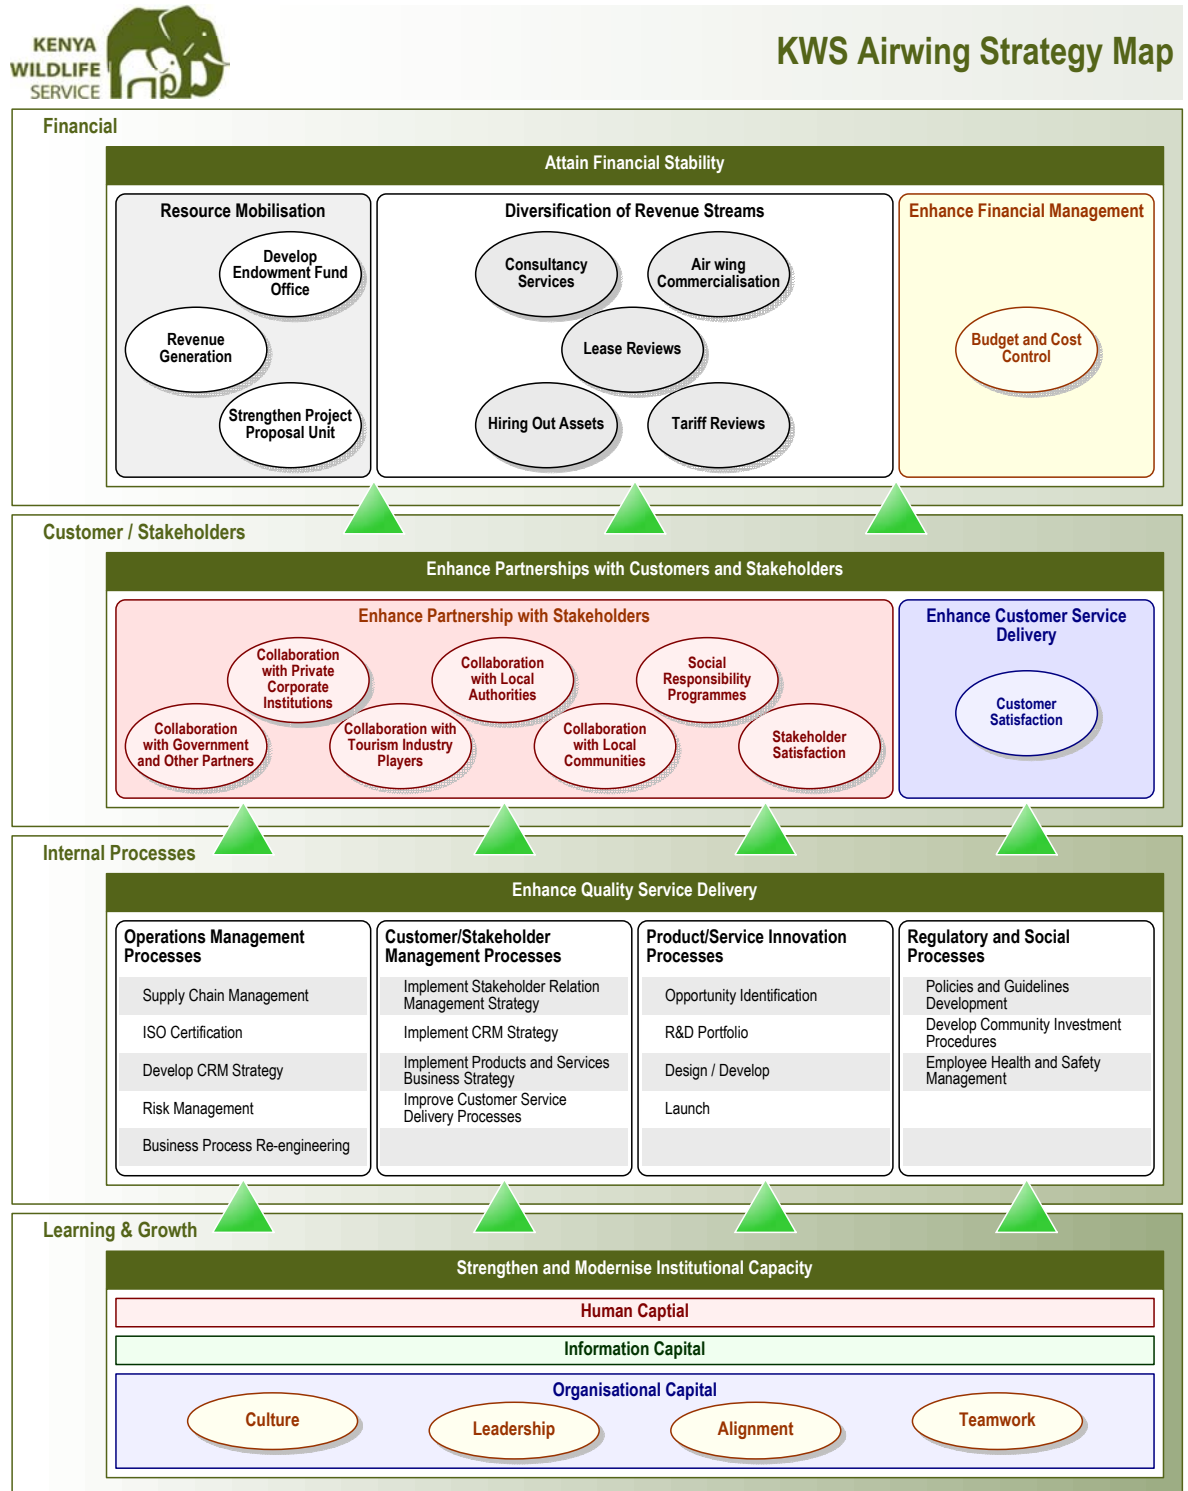 KENYA
WILDLIFE
SERVICE
KWS Airwing Strategy Map
Financial
Attain Financial Stability
Resource Mobilisation
Develop
Endowment Fund
Office
Revenue
Generation
Strengthen Project
Proposal Unit
Diversification of Revenue Streams
Consultancy
Services
Air wing
Commercialisation
Lease Reviews
Hiring Out Assets
Tariff Reviews
Enhance Financial Management
Budget and Cost
Control
Customer / Stakeholders
Enhance Partnerships with Customers and Stakeholders
Enhance Partnership with Stakeholders
Collaboration
with Private
Corporate
Institutions
Collaboration
with Local
Authorities
Social
Responsibility
Programmes
Collaboration
with Government
and Other Partners
Collaboration with
Tourism Industry
Players
Collaboration
with Local
Communities
Stakeholder
Satisfaction
Enhance Customer Service
Delivery
Customer
Satisfaction
Internal Processes
Enhance Quality Service Delivery
Operations Management
Processes
Supply Chain Management
ISO Certification
Develop CRM Strategy
Risk Management
Business Process Re-engineering
Customer/Stakeholder
Management Processes
Implement Stakeholder Relation
Management Strategy
Implement CRM Strategy
Implement Products and Services
Business Strategy
Improve Customer Service
Delivery Processes
Product/Service Innovation
Processes
Opportunity Identification
R&D Portfolio
Design / Develop
Launch
Regulatory and Social
Processes
Policies and Guidelines
Development
Develop Community Investment
Procedures
Employee Health and Safety
Management
Learning & Growth
Strengthen and Modernise Institutional Capacity
Human Captial
Information Capital
Organisational Capital
Culture
Leadership
Alignment
Teamwork